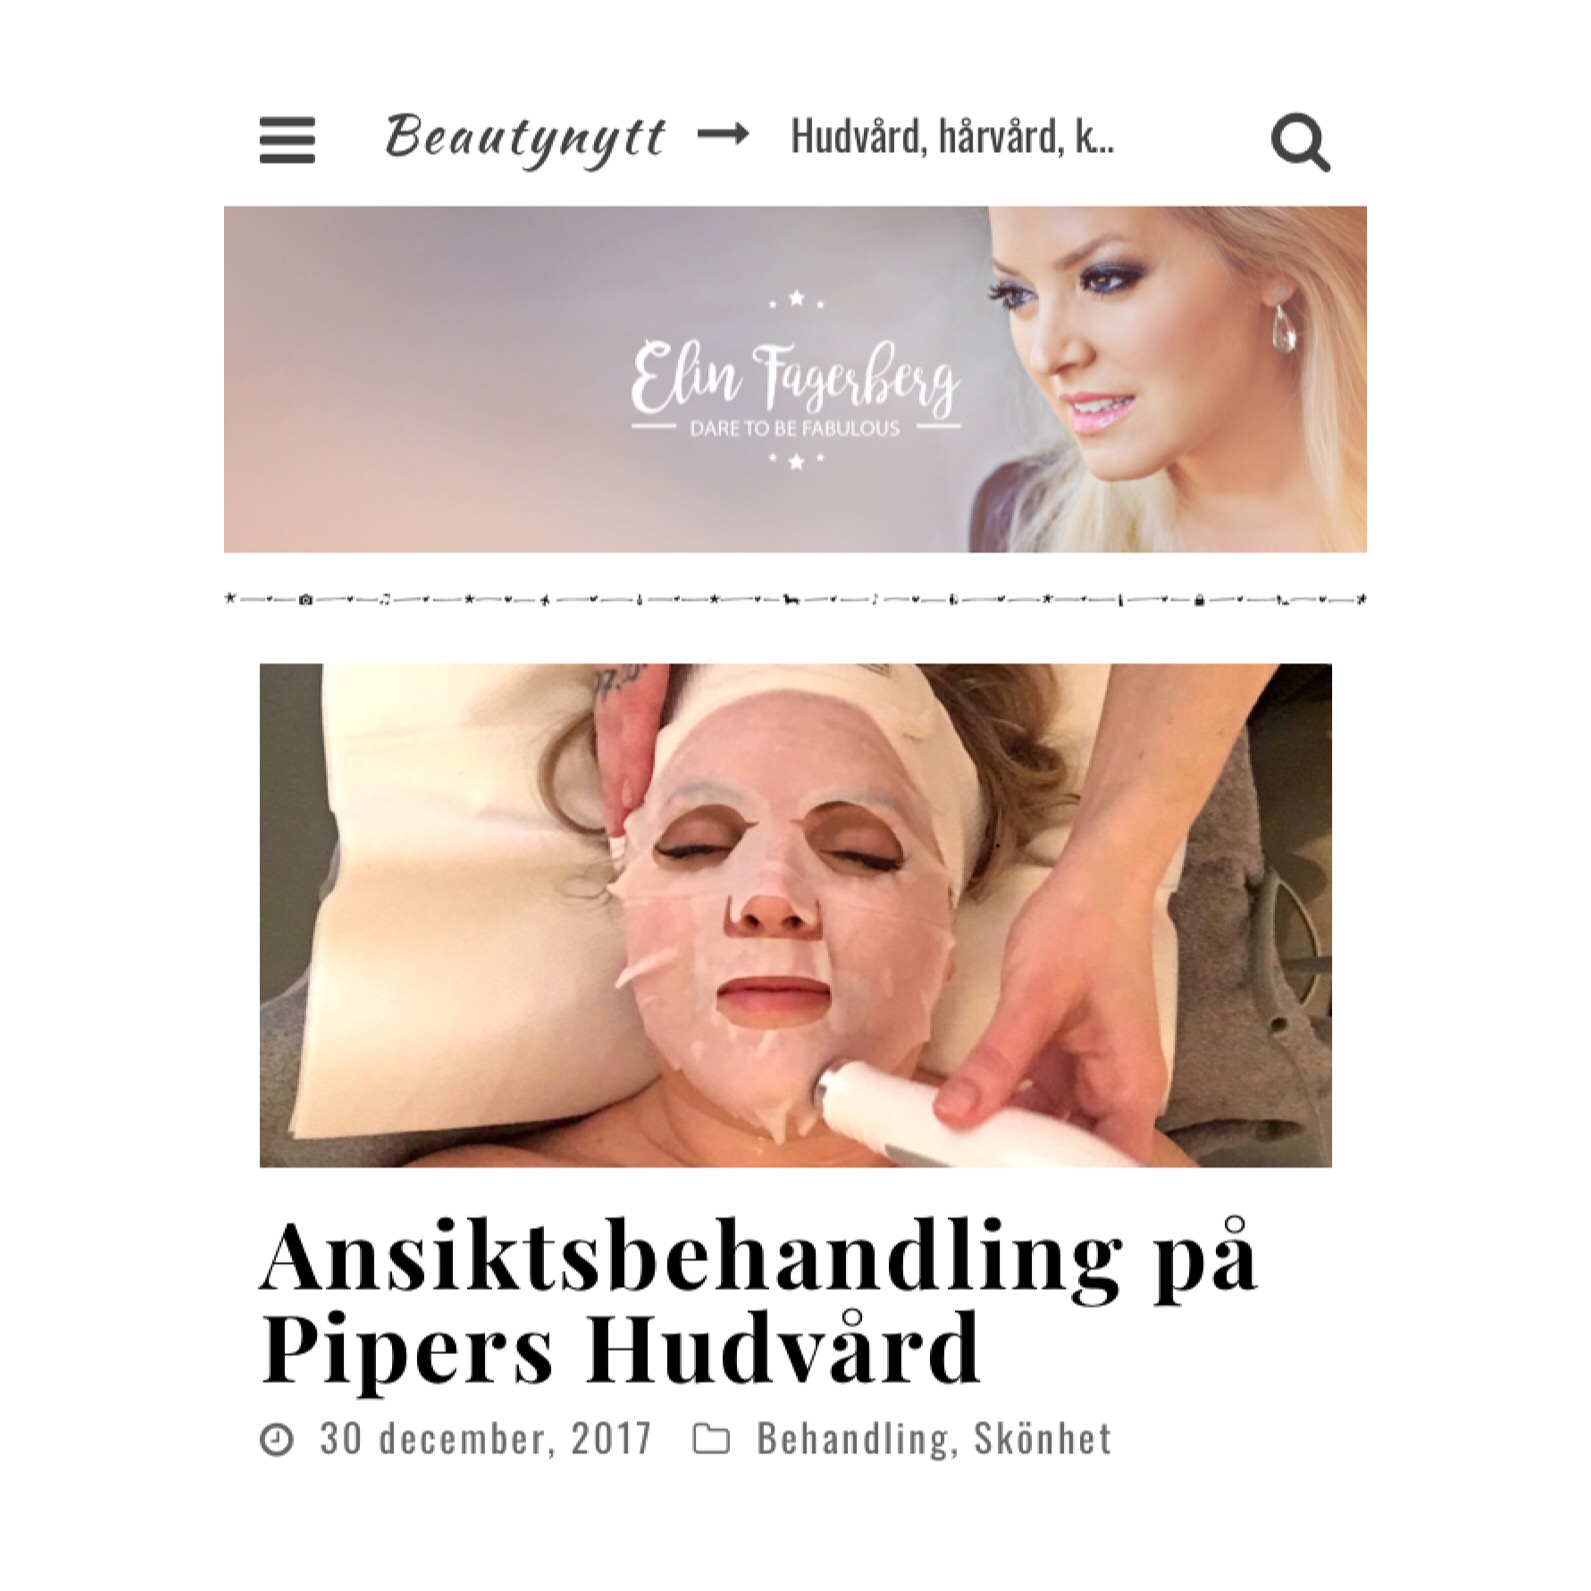 Beautynytt → Hudvård, hårvård, k...
Elin Fagerberg
DARE TO BE FABULOUS
Ansiktsbehandling på
Pipers Hudvård
30 december, 2017 Behandling, Skönhet